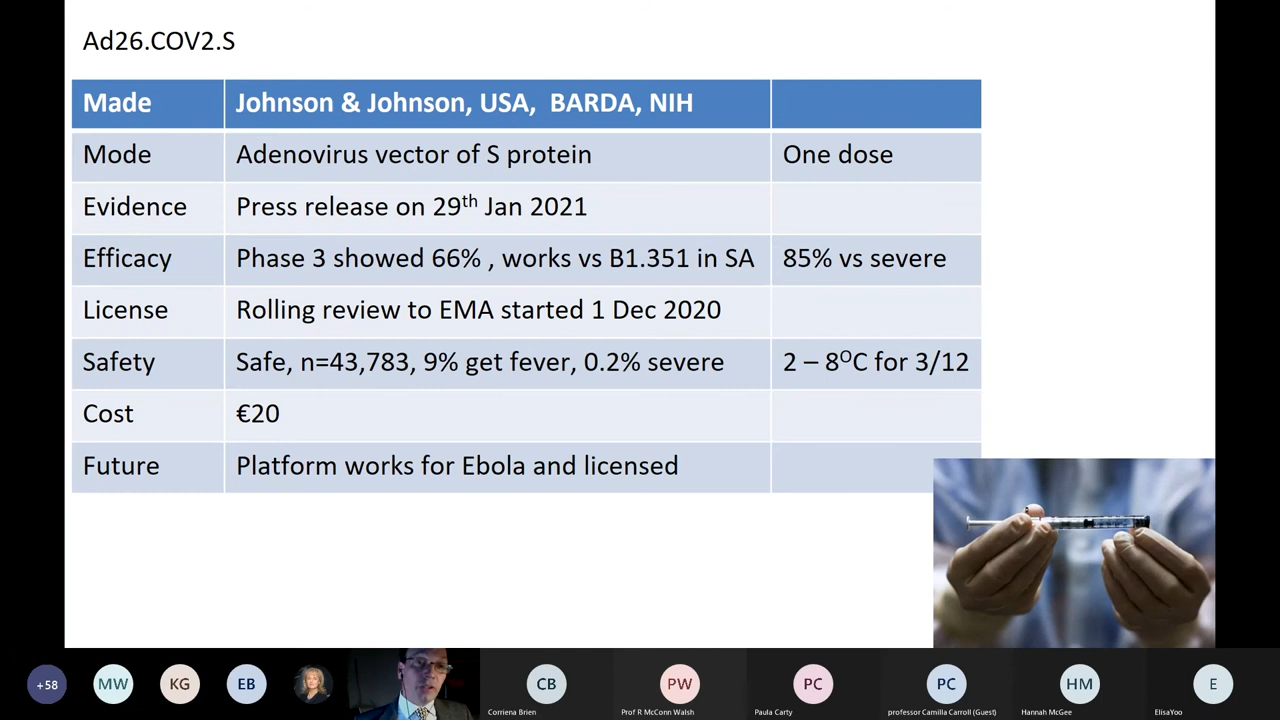 Ad26.COV2.S
Made Johnson & Johnson, USA, BARDA, NIH
Mode Adenovirus vector of S protein One dose
Evidence Press release on 29th Jan 2021
Efficacy Phase 3 showed 66% , works vs B1.351 in SA 85% vs severe
License Rolling review to EMA started 1 Dec 2020
Safety Safe, n=43,783, 9% get fever, 0.2% severe 2 – 8OC for 3/12
Cost €20
Future Platform works for Ebola and licensed
+58 MW KG EB CB PW PC PC HM E
Corriena Brien Prof R McConn Walsh Paula Carty professor Camilla Carroll (Guest) Hannah McGee ElisaYoo